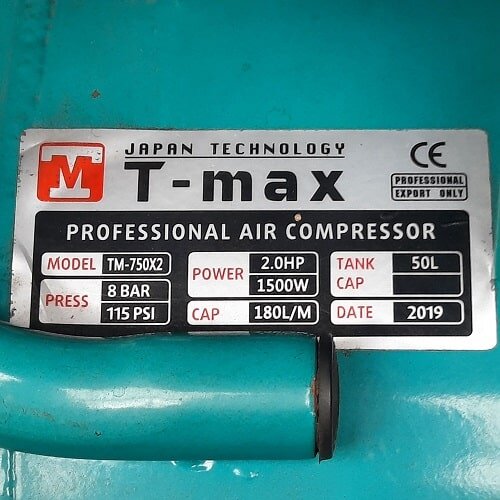 M
JAPAN TECHNOLOGY
T-max
CE
PROFESSIONAL
EXPORT ONLY
PROFESSIONAL AIR COMPRESSOR
MODEL TM-750X2
PRESS 8 BAR
115 PSI
POWER 2.0HP
1500W
CAP 180L/M
TANK 50L
CAP
DATE 2019